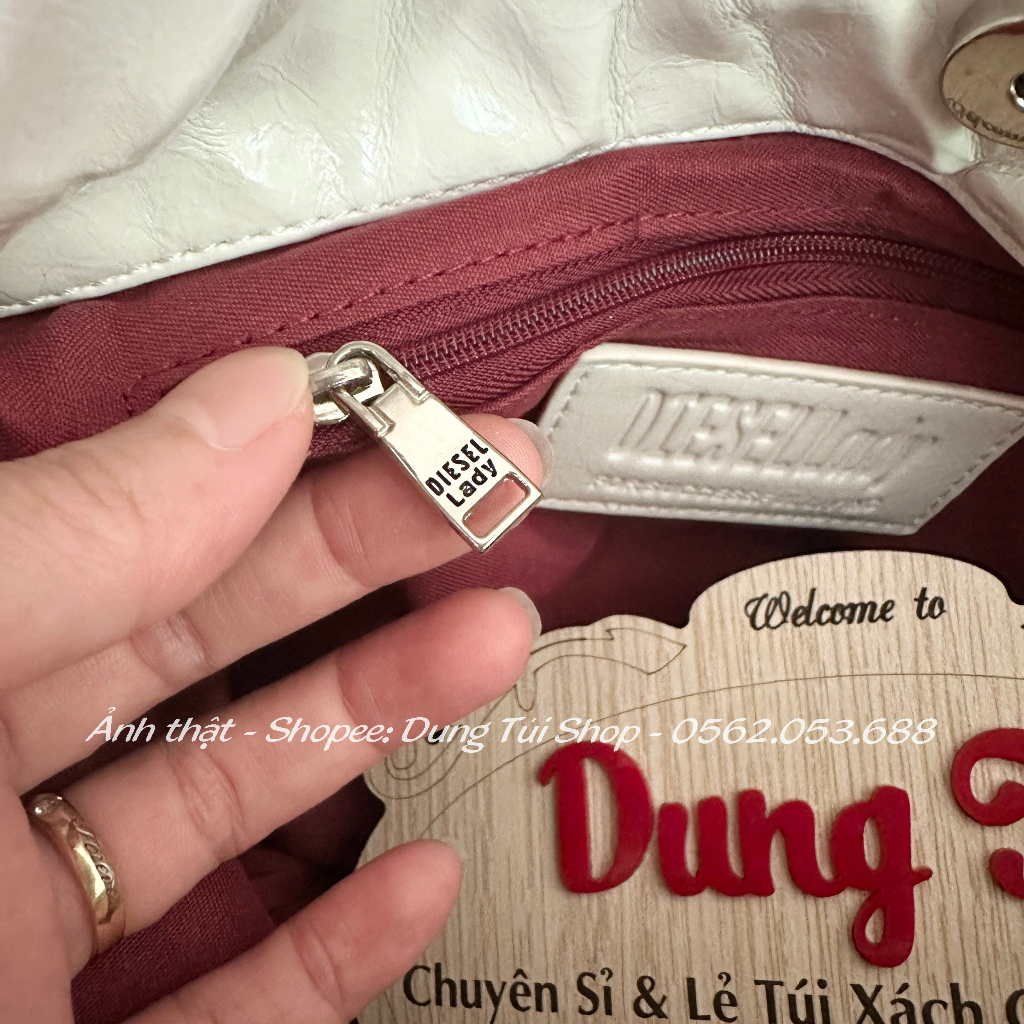 DIESEL
Lady
DIESEL
Welcome to
Ảnh thật - Shopee: Dung Túi Shop - 0562.053.688
Dung
Chuyên Sỉ & Lẻ Túi Xách